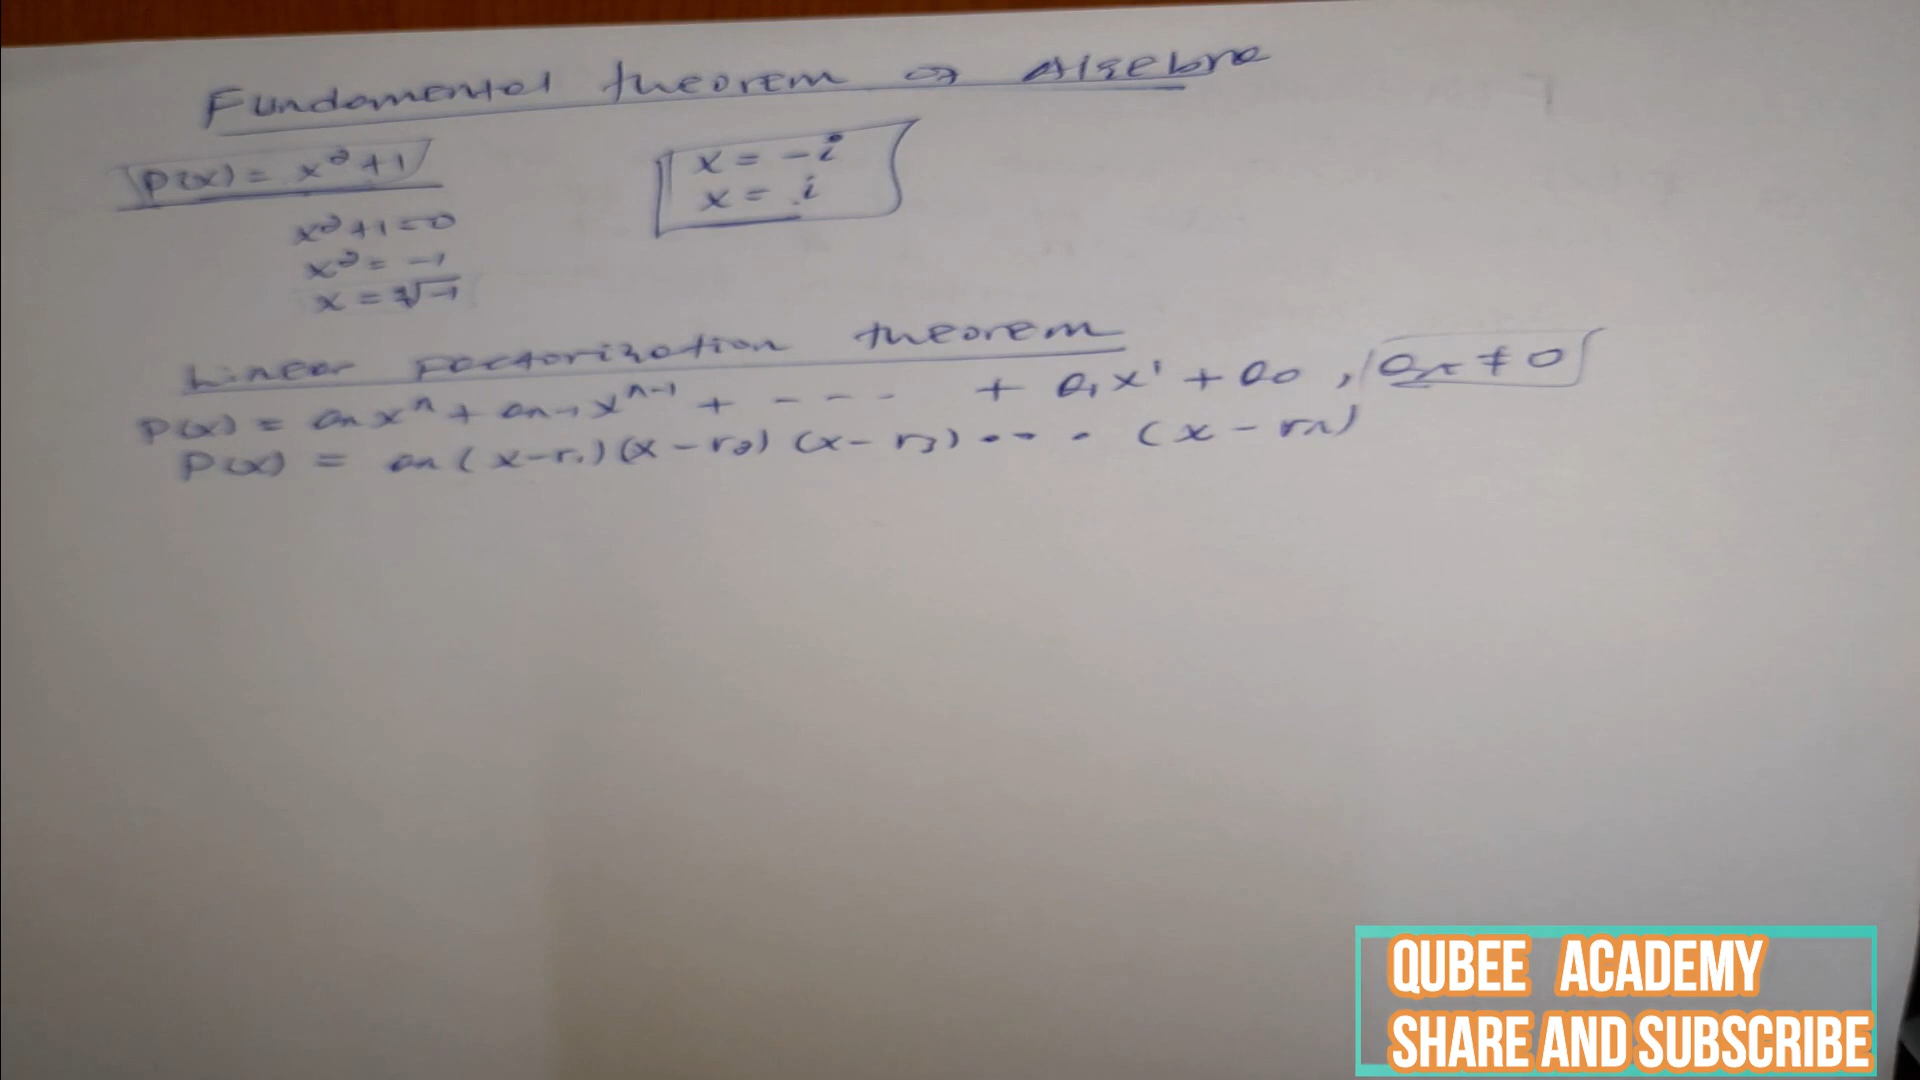 Fundamental theorem of Algebra
P(x) = x² + 1
x² + 1 = 0
x² = -1
x = ²√-1
x = -i
x = i
Linear Factorization theorem
P(x) = aₙxⁿ + aₙ₋₁xⁿ⁻¹ + - - - - + a₁x¹ + a₀ , aₙ ≠ 0
P(x) = aₙ(x-r₁)(x-r₂)(x-r₃) . . . . (x-rₙ)
QUBEE ACADEMY
SHARE AND SUBSCRIBE